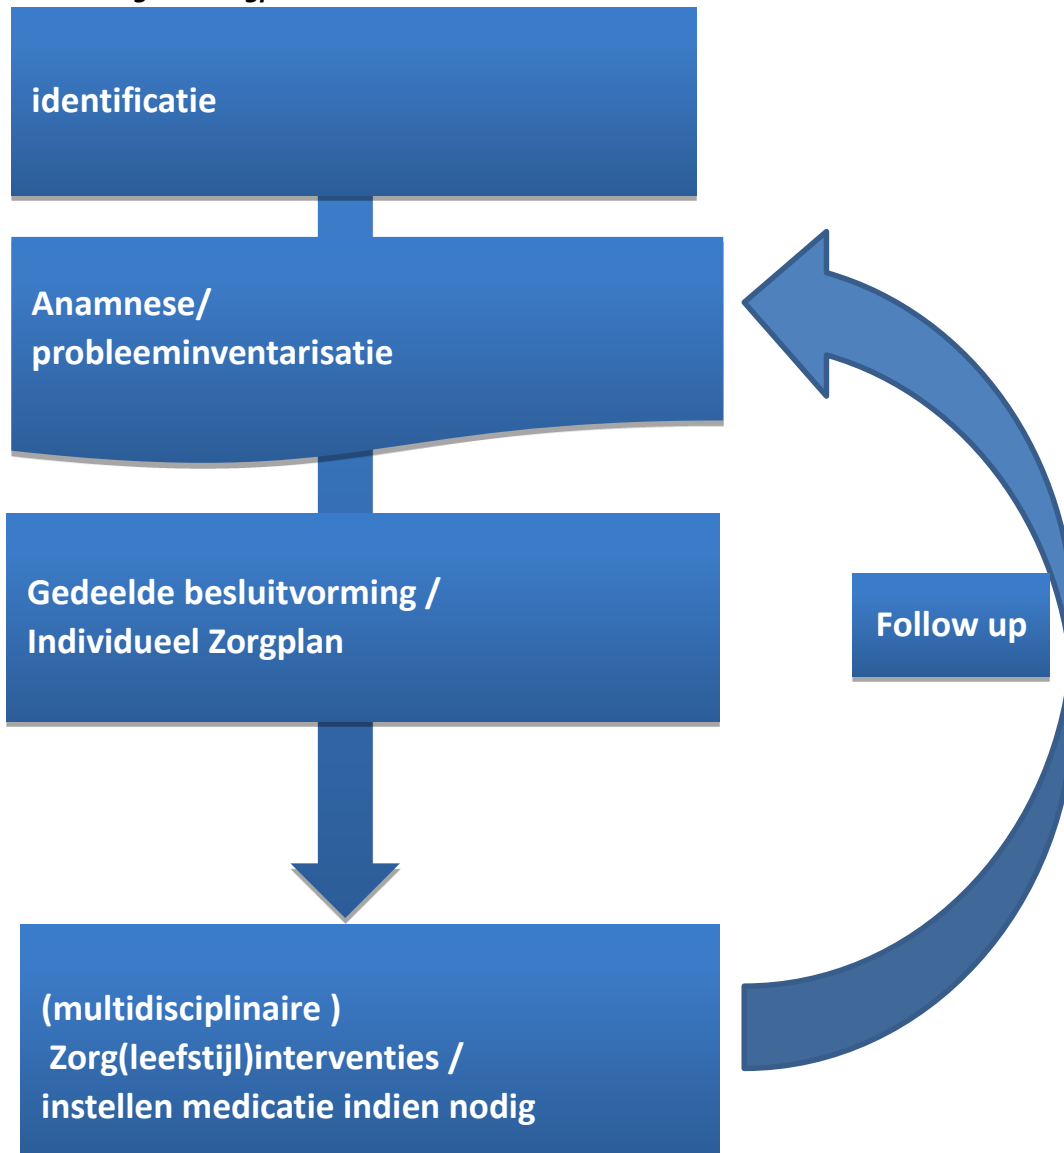 identificatie
Anamnese/
probleeminventarisatie
Gedeelde besluitvorming /
Individueel Zorgplan
Follow up
(multidisciplinaire )
Zorg(leefstijl)interventies /
instellen medicatie indien nodig